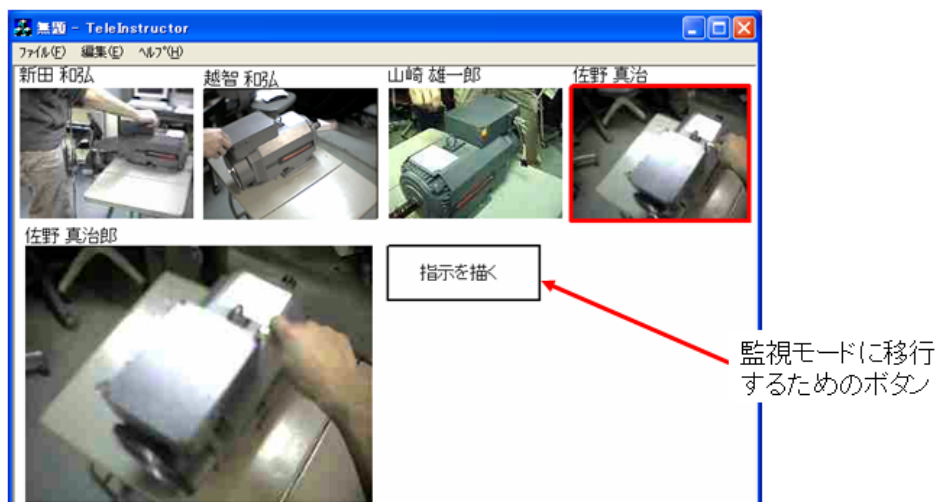 無題 - TeleInstructor
ファイル(F) 編集(E) ヘルプ(H)
新田 和弘 越智 和弘 山崎 雄一郎 佐野 真治
佐野 真治郎
指示を描く
監視モードに移行
するためのボタン